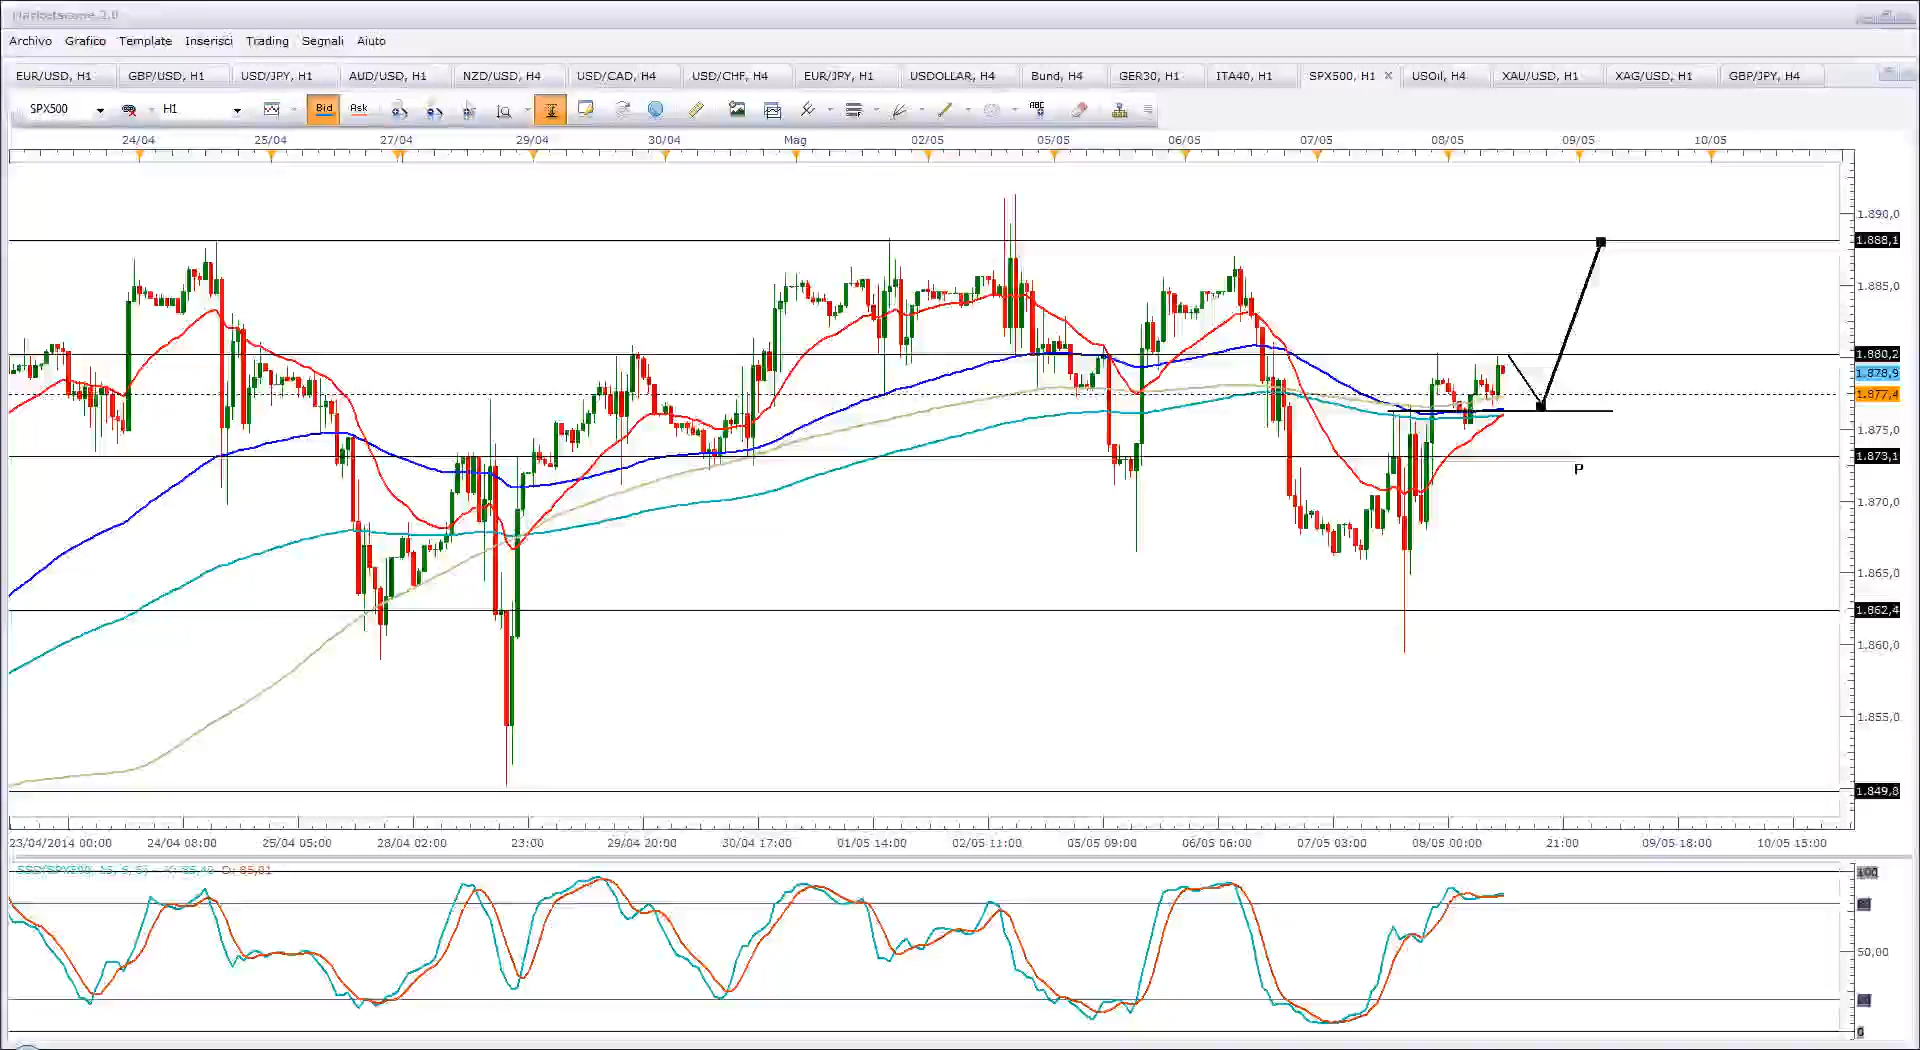 Marketscope 2.0
Archivo Grafico Template Inserisci Trading Segnali Aiuto
EUR/USD, H1 GBP/USD, H1 USD/JPY, H1 AUD/USD, H1 NZD/USD, H4 USD/CAD, H4 USD/CHF, H4 EUR/JPY, H1 USDOLLAR, H4 Bund, H4 GER30, H1 ITA40, H1 SPX500, H1 USOil, H4 XAU/USD, H1 XAG/USD, H1 GBP/JPY, H4
SPX500 H1 Bid Ask ABC
24/04 25/04 27/04 29/04 30/04 Mag 02/05 05/05 06/05 07/05 08/05 09/05 10/05
1.890,0
1.888,1
1.885,0
1.880,2
1.878,9
1.877,4
1.875,0
1.873,1
P
1.870,0
1.865,0
1.862,4
1.860,0
1.855,0
1.849,8
23/04/2014 00:00 24/04 08:00 25/04 05:00 28/04 02:00 23:00 29/04 20:00 30/04 17:00 01/05 14:00 02/05 11:00 05/05 09:00 06/05 06:00 07/05 03:00 08/05 00:00 21:00 09/05 18:00 10/05 15:00
100
50,00
0